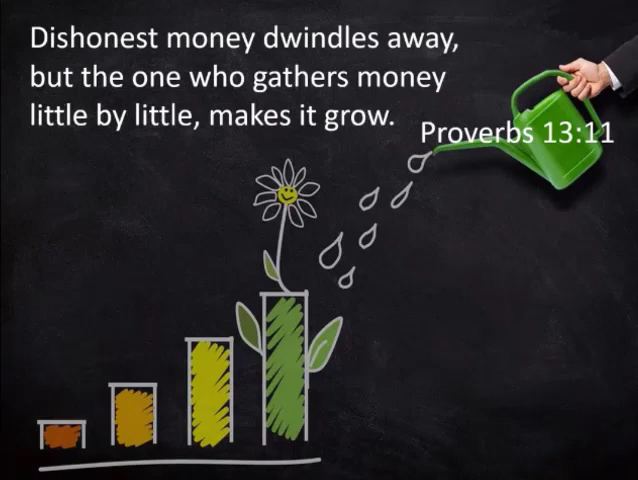 Dishonest money dwindles away,
but the one who gathers money
little by little, makes it grow.
Proverbs 13:11